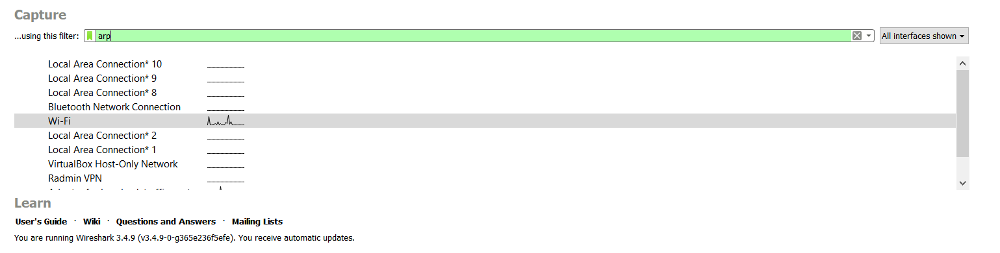 Capture
...using this filter: arp All interfaces shown
Local Area Connection* 10
Local Area Connection* 9
Local Area Connection* 8
Bluetooth Network Connection
Wi-Fi
Local Area Connection* 2
Local Area Connection* 1
VirtualBox Host-Only Network
Radmin VPN
Learn
User's Guide · Wiki · Questions and Answers · Mailing Lists
You are running Wireshark 3.4.9 (v3.4.9-0-g365e236f5efe). You receive automatic updates.